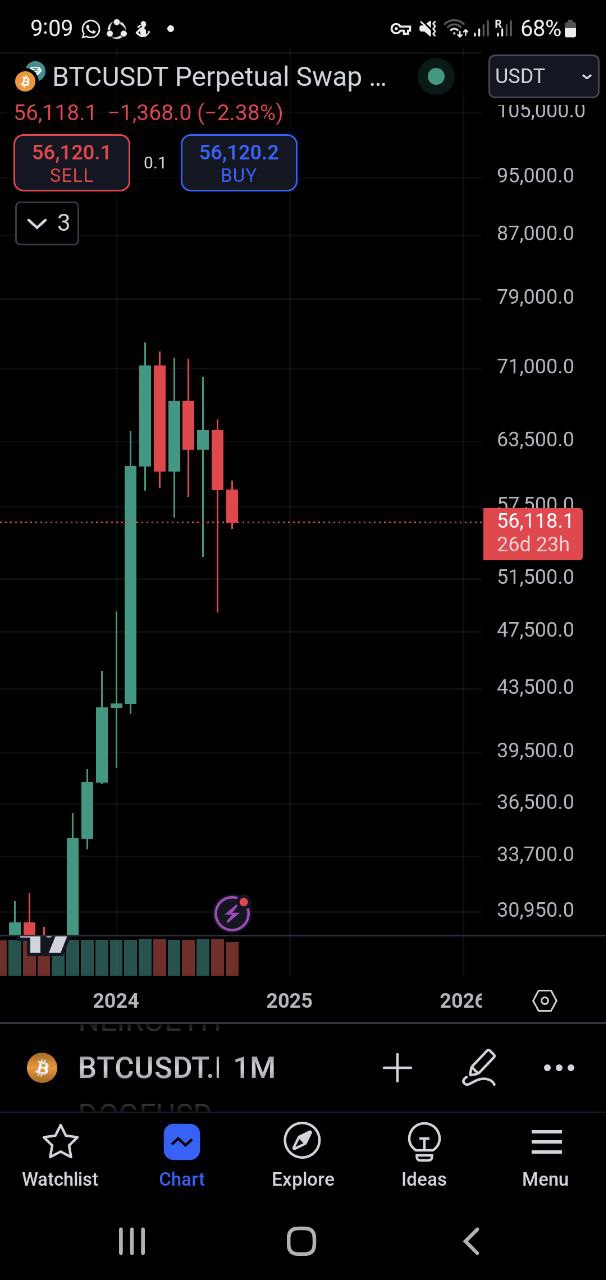 9:09 68%
BTCUSDT Perpetual Swap ... USDT
56,118.1 −1,368.0 (−2.38%)
105,000.0
56,120.1 0.1 56,120.2
SELL BUY
95,000.0
3
87,000.0
79,000.0
71,000.0
63,500.0
57,500.0
56,118.1
26d 23h
51,500.0
47,500.0
43,500.0
39,500.0
36,500.0
33,700.0
30,950.0
2024 2025 2026
BTCUSDT. 1M
Watchlist Chart Explore Ideas Menu